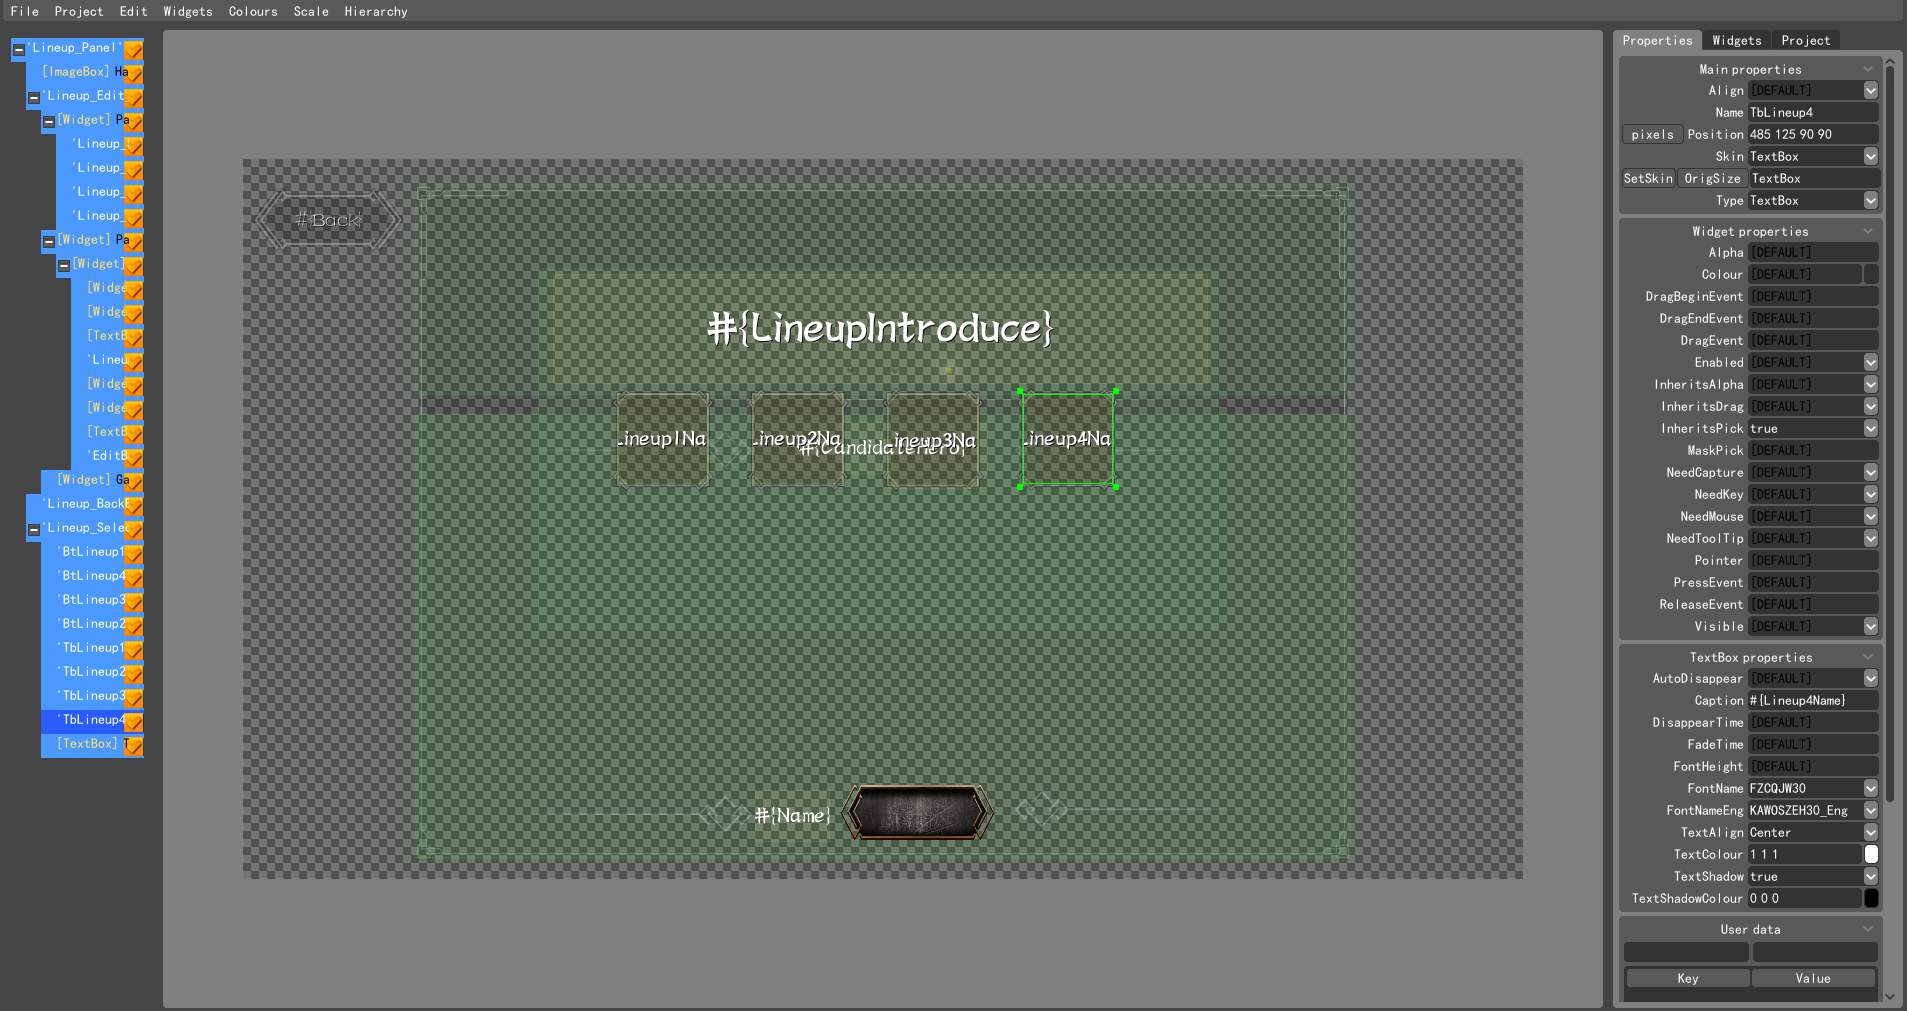 File Project Edit Widgets Colours Scale Hierarchy
'Lineup_Panel'
[ImageBox] Ha
'Lineup_Edit
[Widget] Pa
'Lineup_
'Lineup_
'Lineup_
'Lineup_
[Widget] Pa
[Widget]
[Widge
[Widge
[TextB
'Lineu
[Widge
[Widge
[TextB
'EditB
[Widget] Ga
'Lineup_BackB
'Lineup_Selec
'BtLineup1
'BtLineup4
'BtLineup3
'BtLineup2
'TbLineup1
'TbLineup2
'TbLineup3
'TbLineup4
[TextBox] T
#{Back}
#{LineupIntroduce}
Lineup1Na
Lineup2Na
Lineup3Na
Lineup4Na
#{CandidateHero}
#{Name}
Properties Widgets Project
Main properties
Align [DEFAULT]
Name TbLineup4
pixels Position 485 125 90 90
Skin TextBox
SetSkin OrigSize TextBox
Type TextBox
Widget properties
Alpha [DEFAULT]
Colour [DEFAULT]
DragBeginEvent [DEFAULT]
DragEndEvent [DEFAULT]
DragEvent [DEFAULT]
Enabled [DEFAULT]
InheritsAlpha [DEFAULT]
InheritsDrag [DEFAULT]
InheritsPick true
MaskPick [DEFAULT]
NeedCapture [DEFAULT]
NeedKey [DEFAULT]
NeedMouse [DEFAULT]
NeedToolTip [DEFAULT]
Pointer [DEFAULT]
PressEvent [DEFAULT]
ReleaseEvent [DEFAULT]
Visible [DEFAULT]
TextBox properties
AutoDisappear [DEFAULT]
Caption #{Lineup4Name}
DisappearTime [DEFAULT]
FadeTime [DEFAULT]
FontHeight [DEFAULT]
FontName FZCQJW30
FontNameEng KAWOSZEH30_Eng
TextAlign Center
TextColour 1 1 1
TextShadow true
TextShadowColour 0 0 0
User data
Key Value